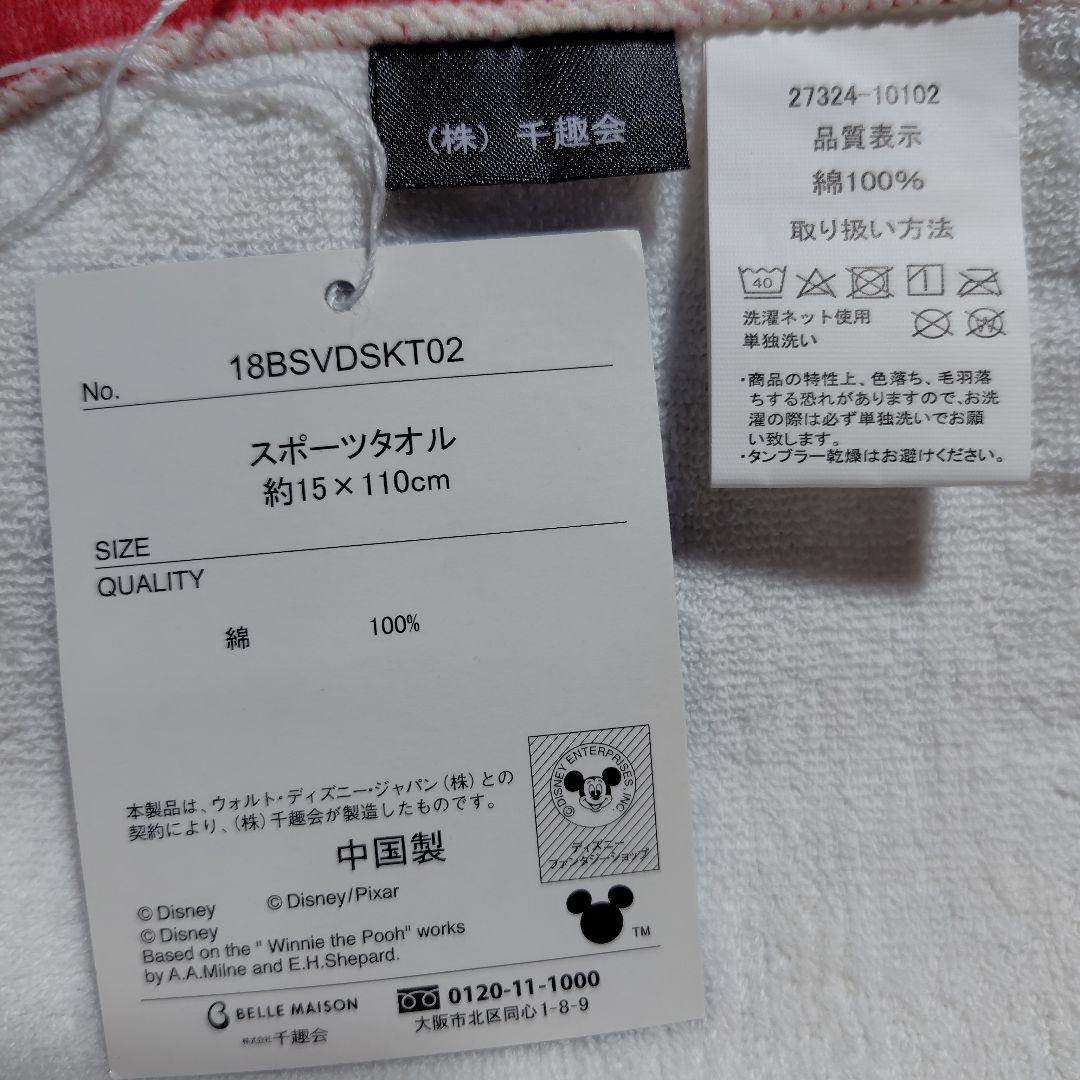 (株) 千趣会
27324-10102
品質表示
綿100%
取り扱い方法
40
洗濯ネット使用
単独洗い
・商品の特性上、色落ち、毛羽落
ちする恐れがありますので、お洗
濯の際は必ず単独洗いでお願
い致します。
・タンブラー乾燥はお避けください。
No. 18BSVDSKT02
スポーツタオル
約15×110cm
SIZE
QUALITY
綿 100%
本製品は、ウォルト・ディズニー・ジャパン(株)との
契約により、(株)千趣会が製造したものです。
中国製
©DISNEY ENTERPRISES, INC
ディズニー
ファンタジーショップ
TM
©Disney ©Disney/Pixar
©Disney
Based on the " Winnie the Pooh" works
by A.A.Milne and E.H.Shepard.
BELLE MAISON
株式会社千趣会
0120-11-1000
大阪市北区同心1-8-9